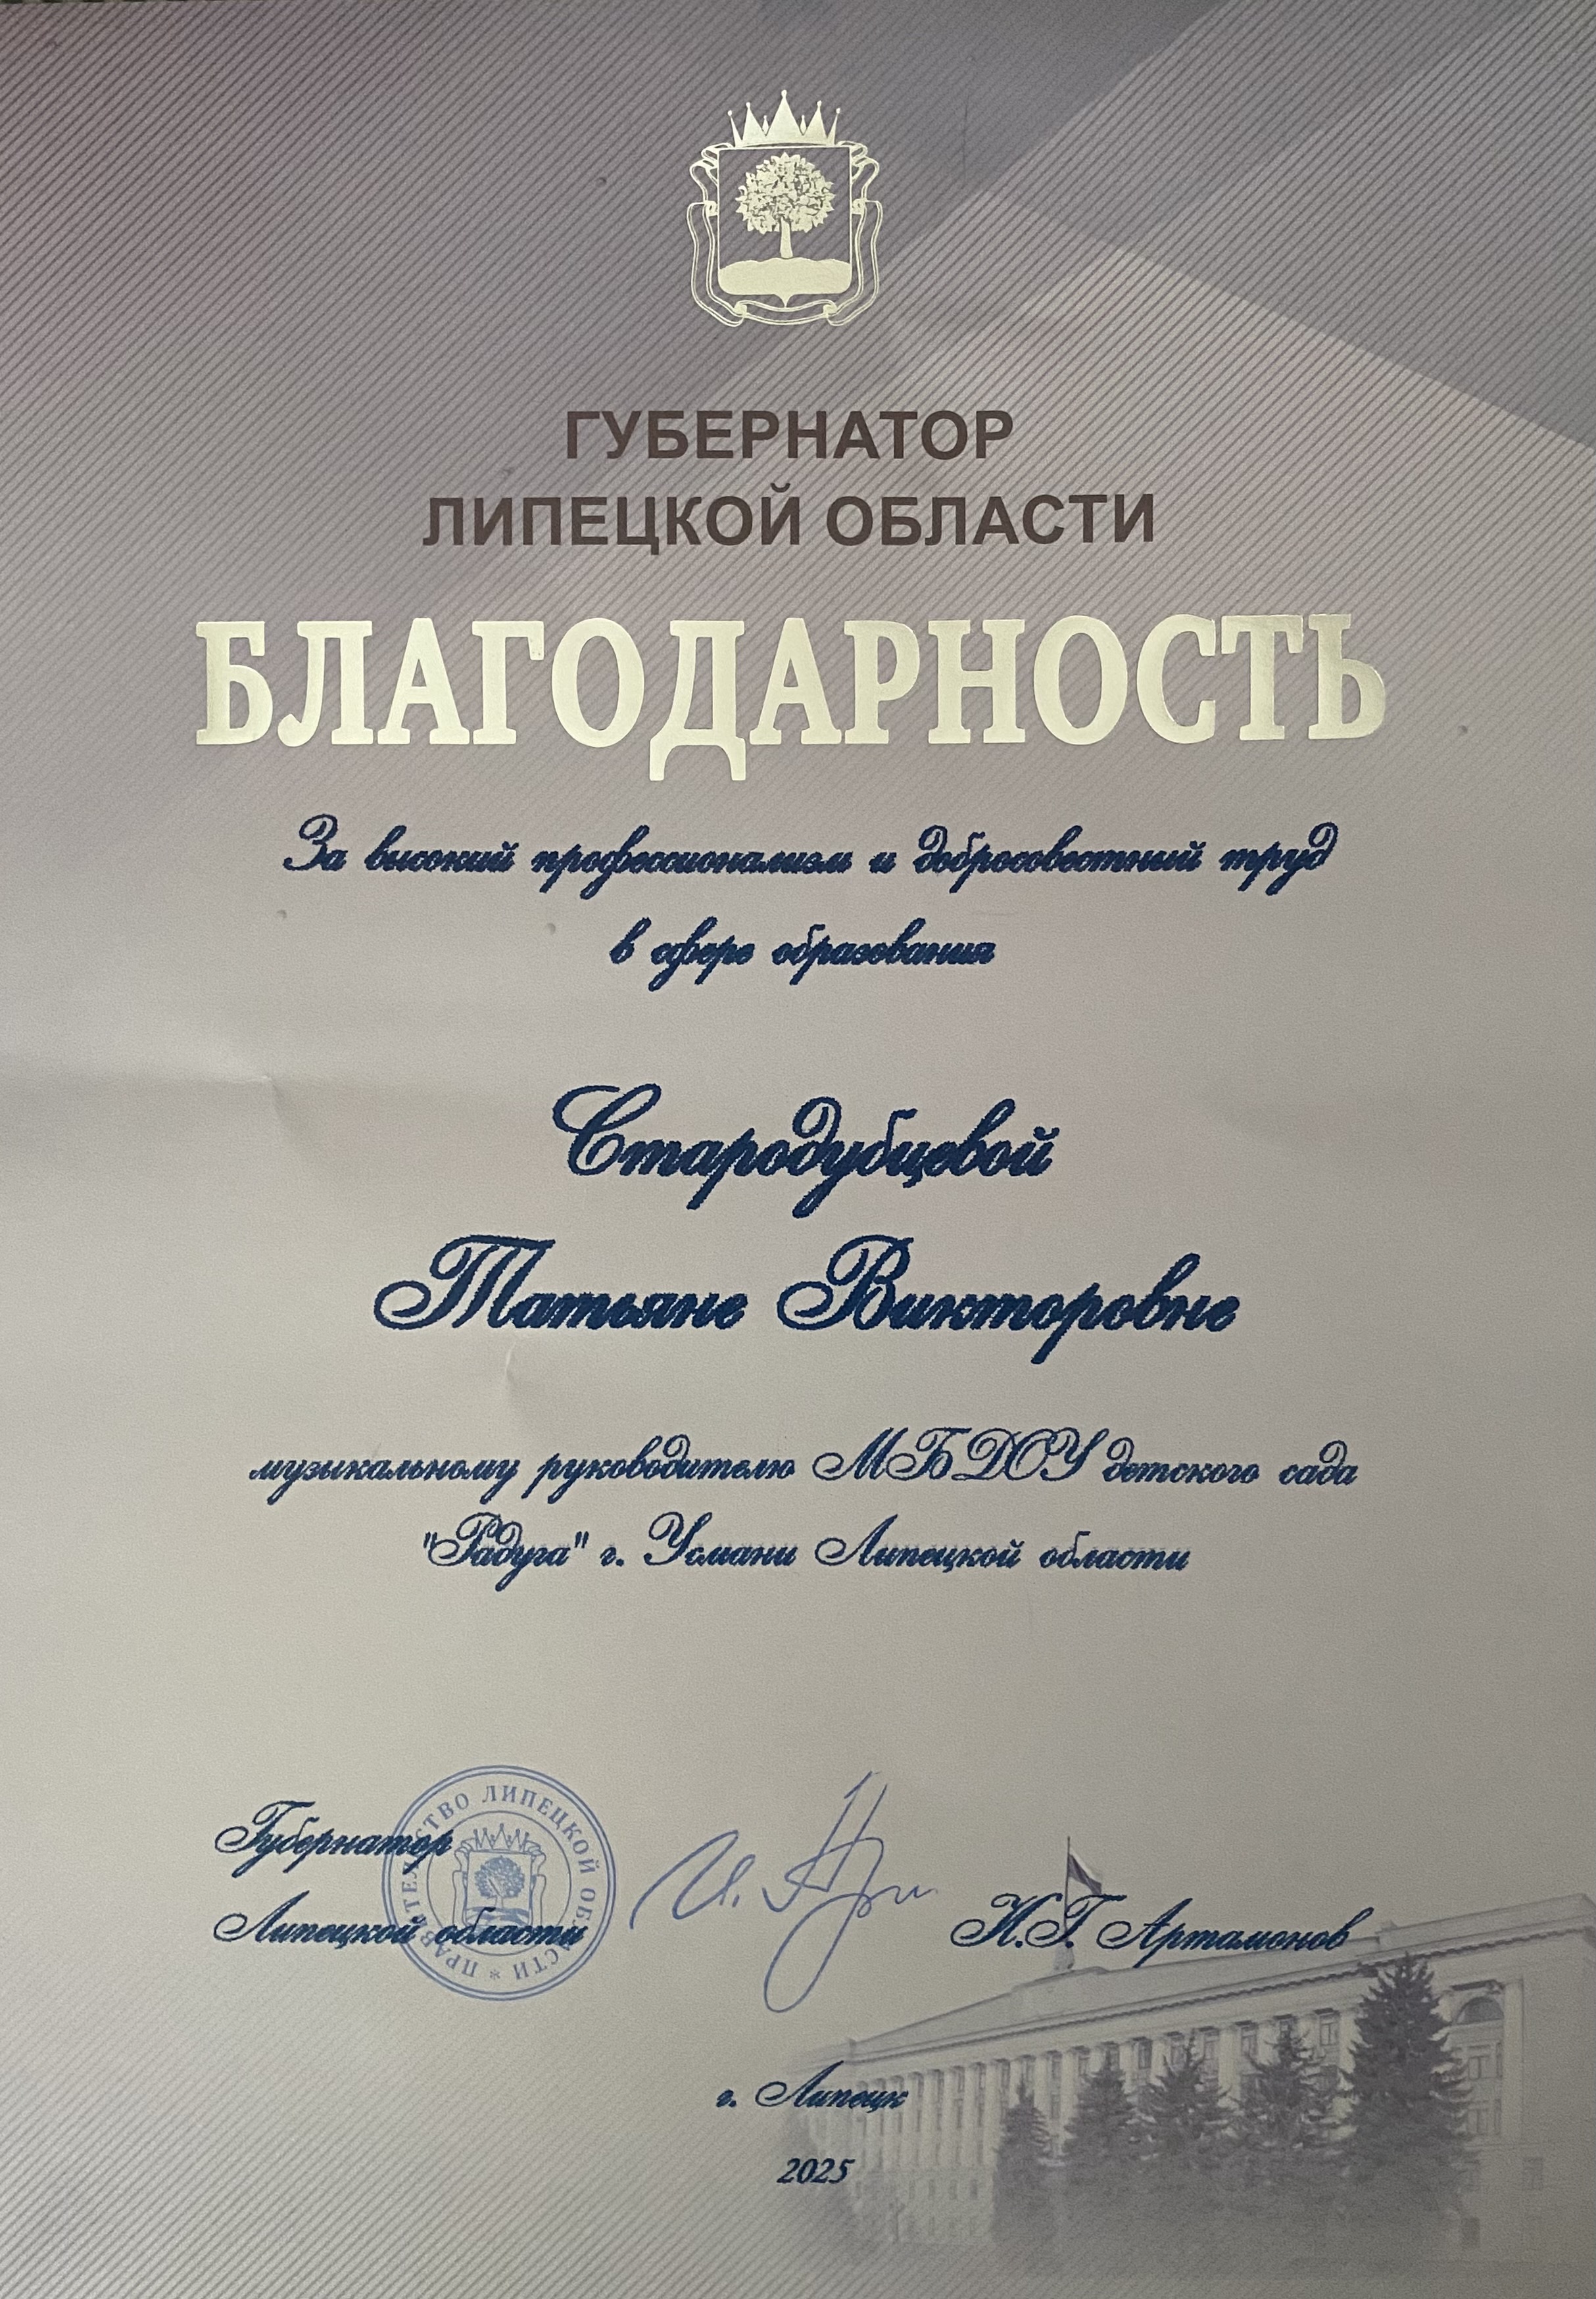 ГУБЕРНАТОР
ЛИПЕЦКОЙ ОБЛАСТИ
БЛАГОДАРНОСТЬ
За высокий профессионализм и добросовестный труд
в сфере образования
Стародубцевой
Татьяне Викторовне
музыкальному руководителю МБДОУ детского сада
"Радуга" г. Усмани Липецкой области
Губернатор
Липецкой области
И.Г. Артамонов
ПРАВИТЕЛЬСТВО ЛИПЕЦКОЙ ОБЛАСТИ *
г. Липецк
2025